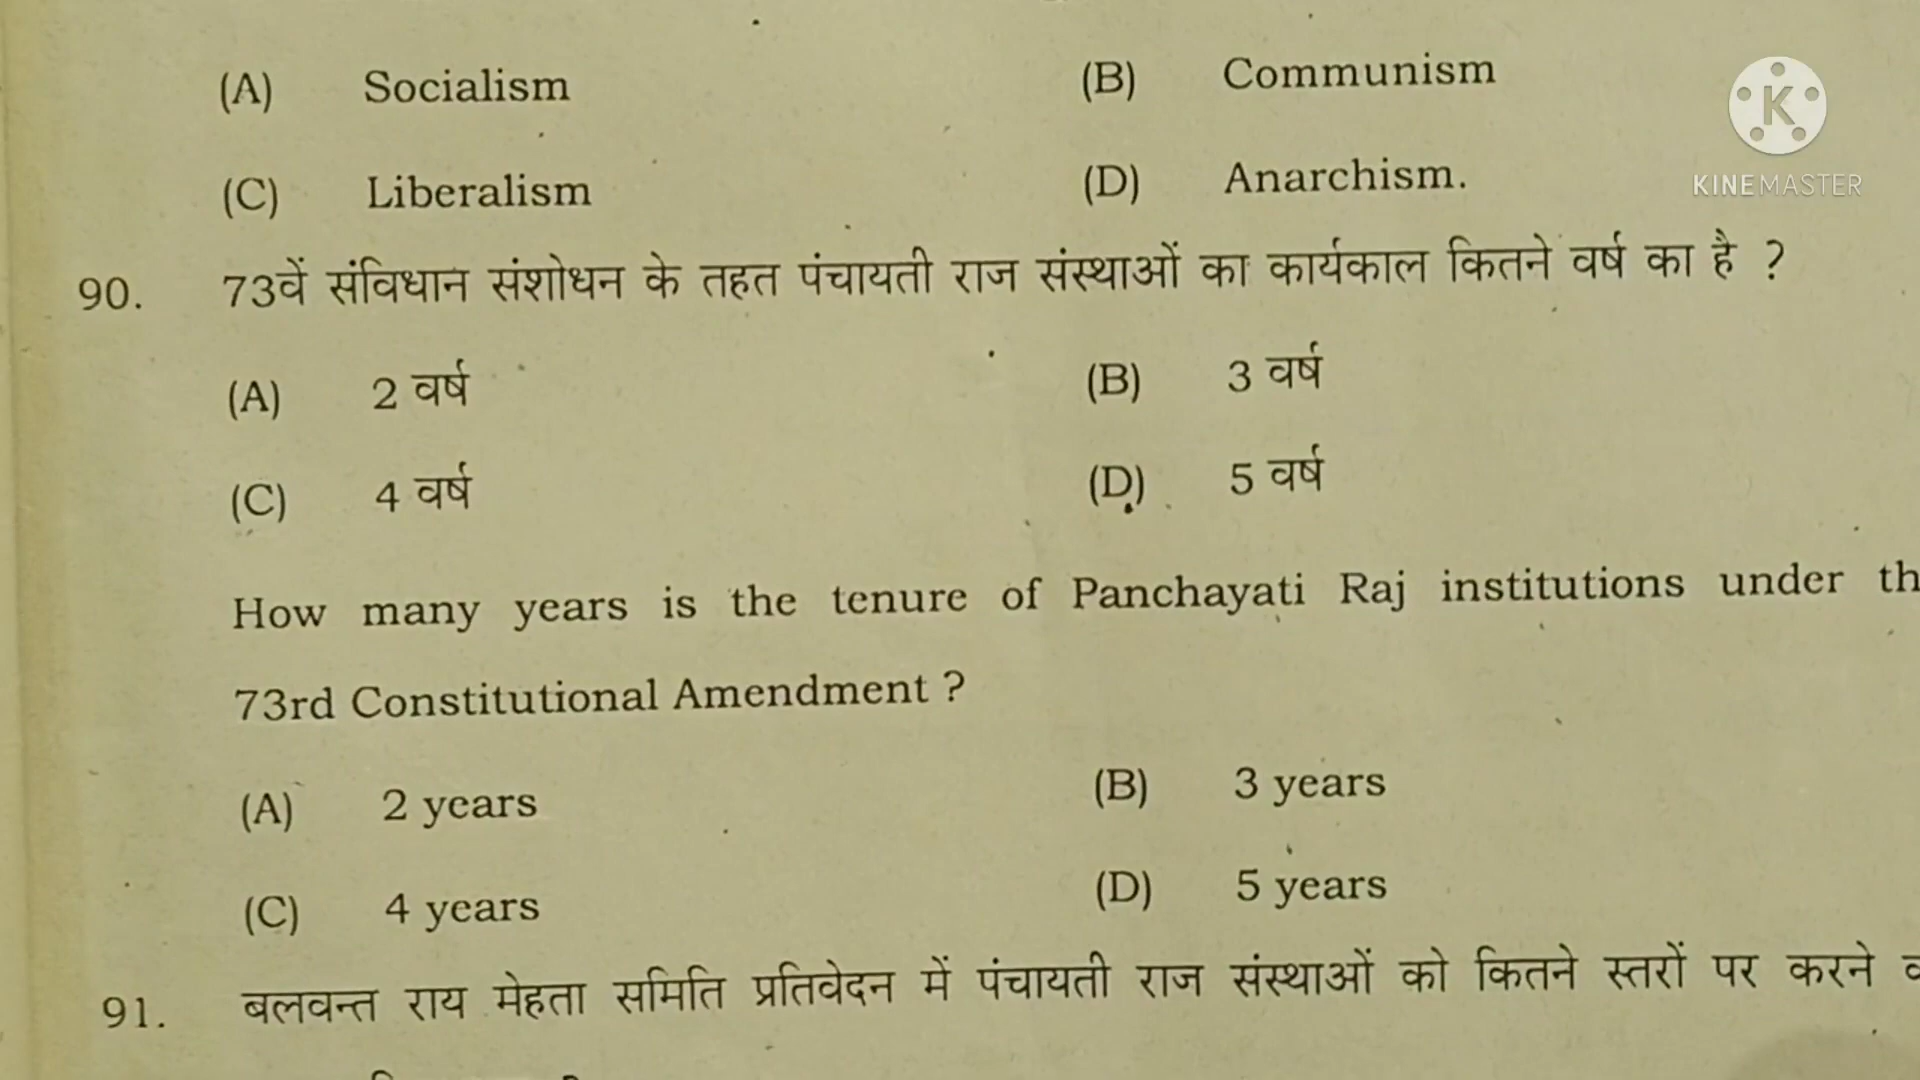 (A) Socialism (B) Communism
K
KINEMASTER
(C) Liberalism (D) Anarchism.
90. 73वें संविधान संशोधन के तहत पंचायती राज संस्थाओं का कार्यकाल कितने वर्ष का है ?
(A) 2 वर्ष (B) 3 वर्ष
(C) 4 वर्ष (D) 5 वर्ष
How many years is the tenure of Panchayati Raj institutions under th
73rd Constitutional Amendment ?
(A) 2 years (B) 3 years
(C) 4 years (D) 5 years
91. बलवन्त राय मेहता समिति प्रतिवेदन में पंचायती राज संस्थाओं को कितने स्तरों पर करने